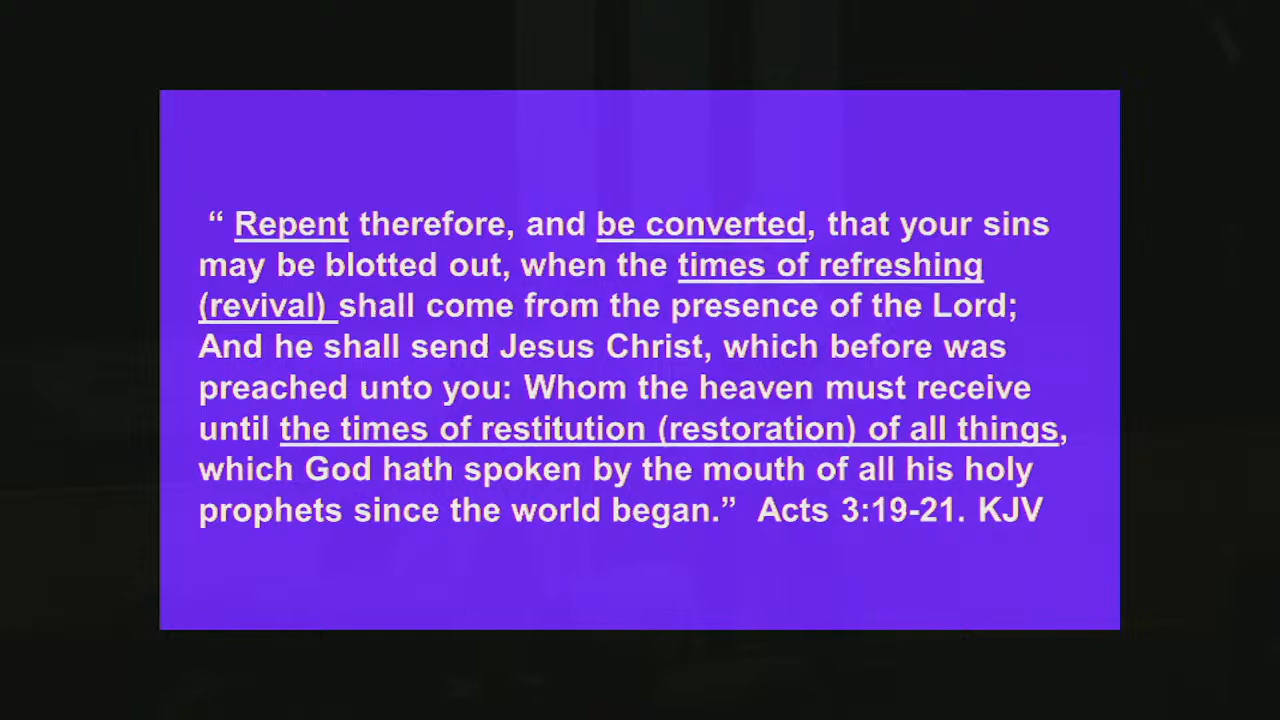 “ Repent therefore, and be converted, that your sins
may be blotted out, when the times of refreshing
(revival) shall come from the presence of the Lord;
And he shall send Jesus Christ, which before was
preached unto you: Whom the heaven must receive
until the times of restitution (restoration) of all things,
which God hath spoken by the mouth of all his holy
prophets since the world began.”  Acts 3:19-21. KJV